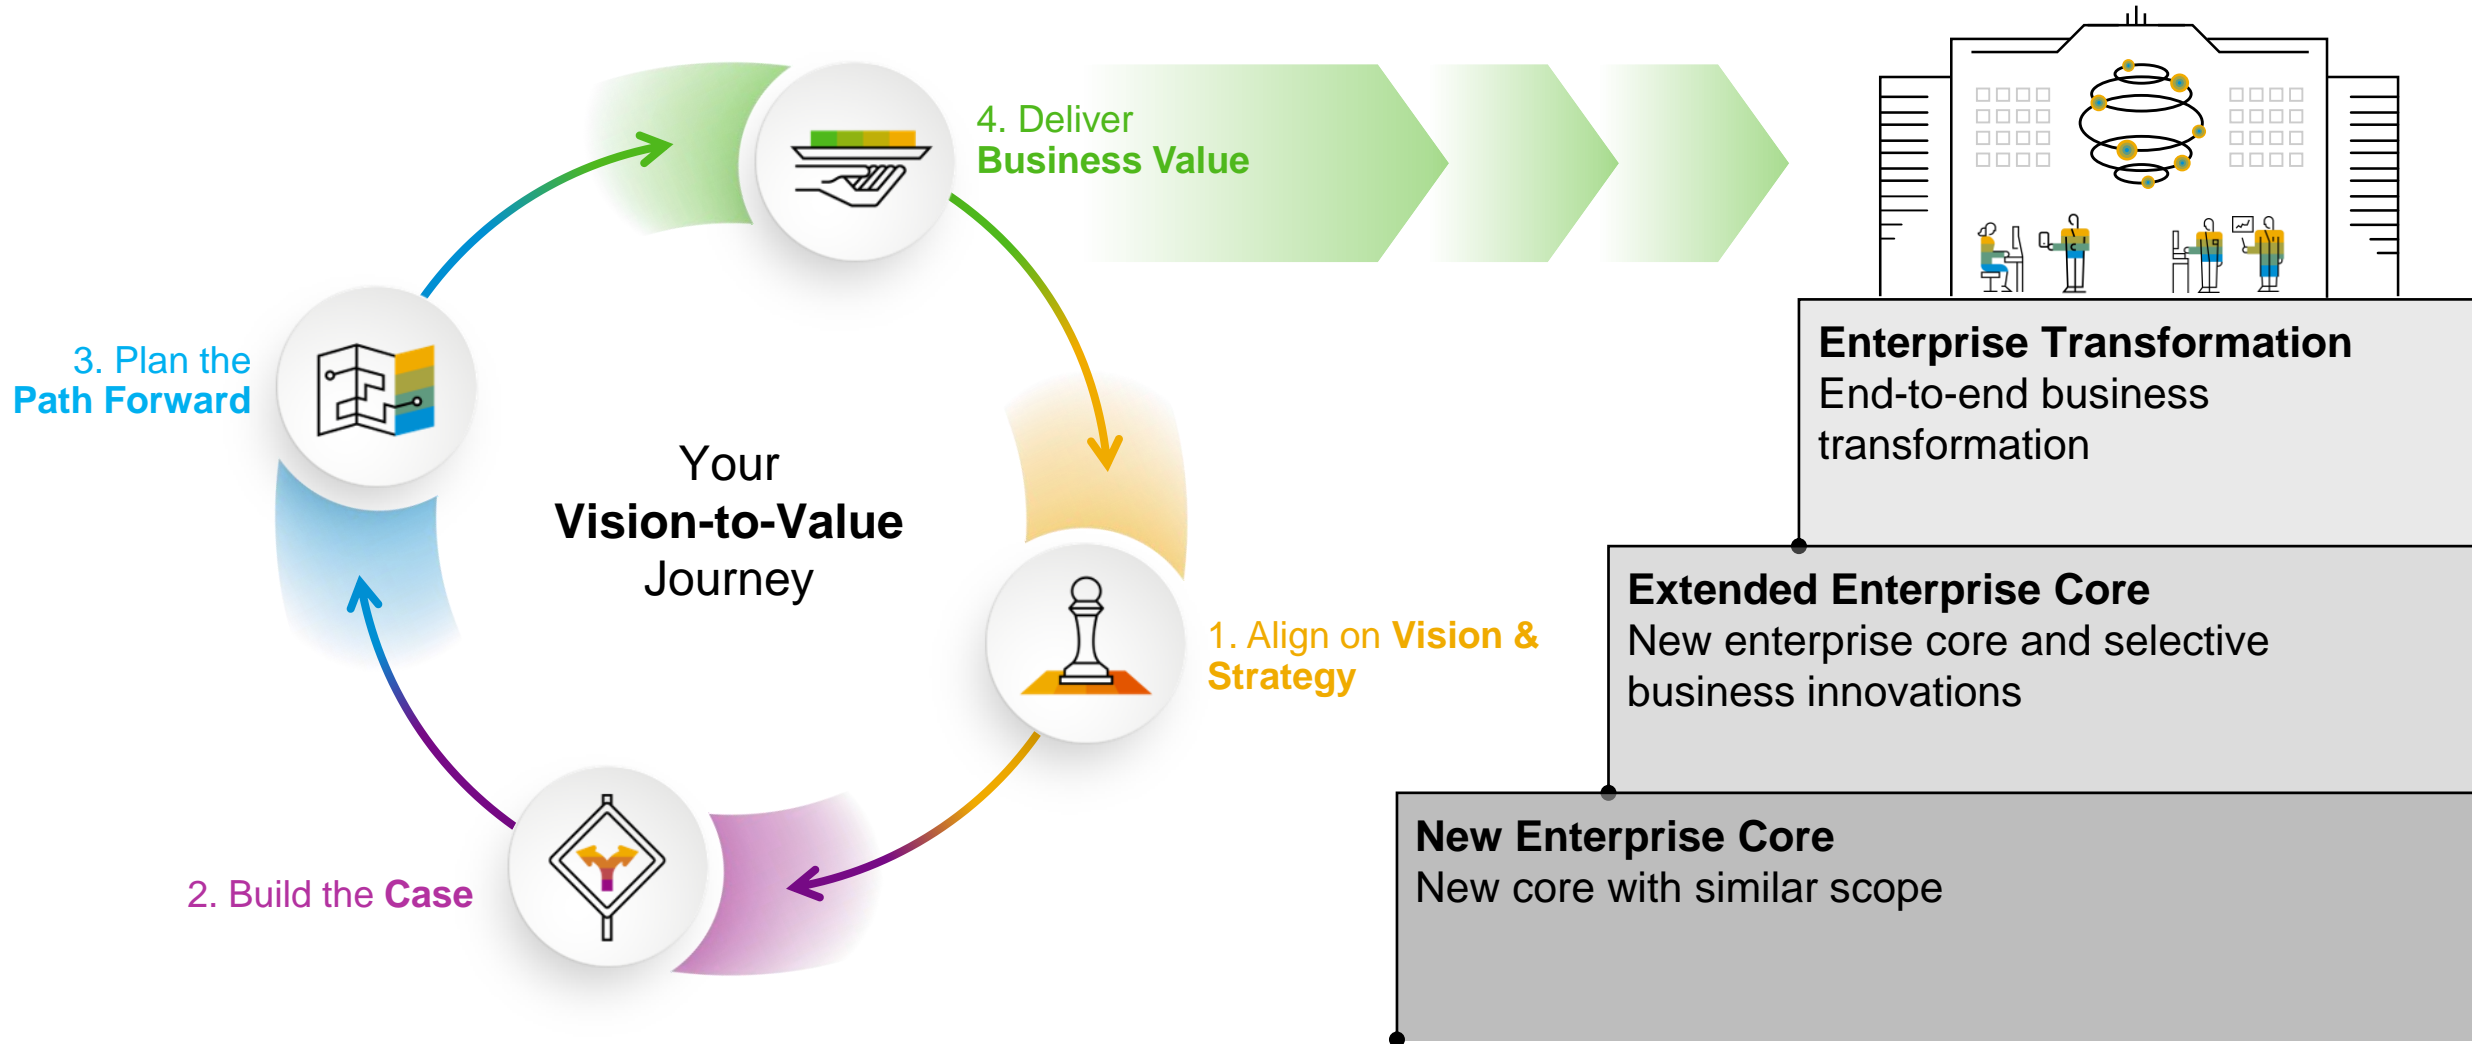 4. Deliver
Business Value
3. Plan the
Path Forward
Your
Vision-to-Value
Journey
1. Align on Vision &
Strategy
2. Build the Case
Enterprise Transformation
End-to-end business
transformation
Extended Enterprise Core
New enterprise core and selective
business innovations
New Enterprise Core
New core with similar scope